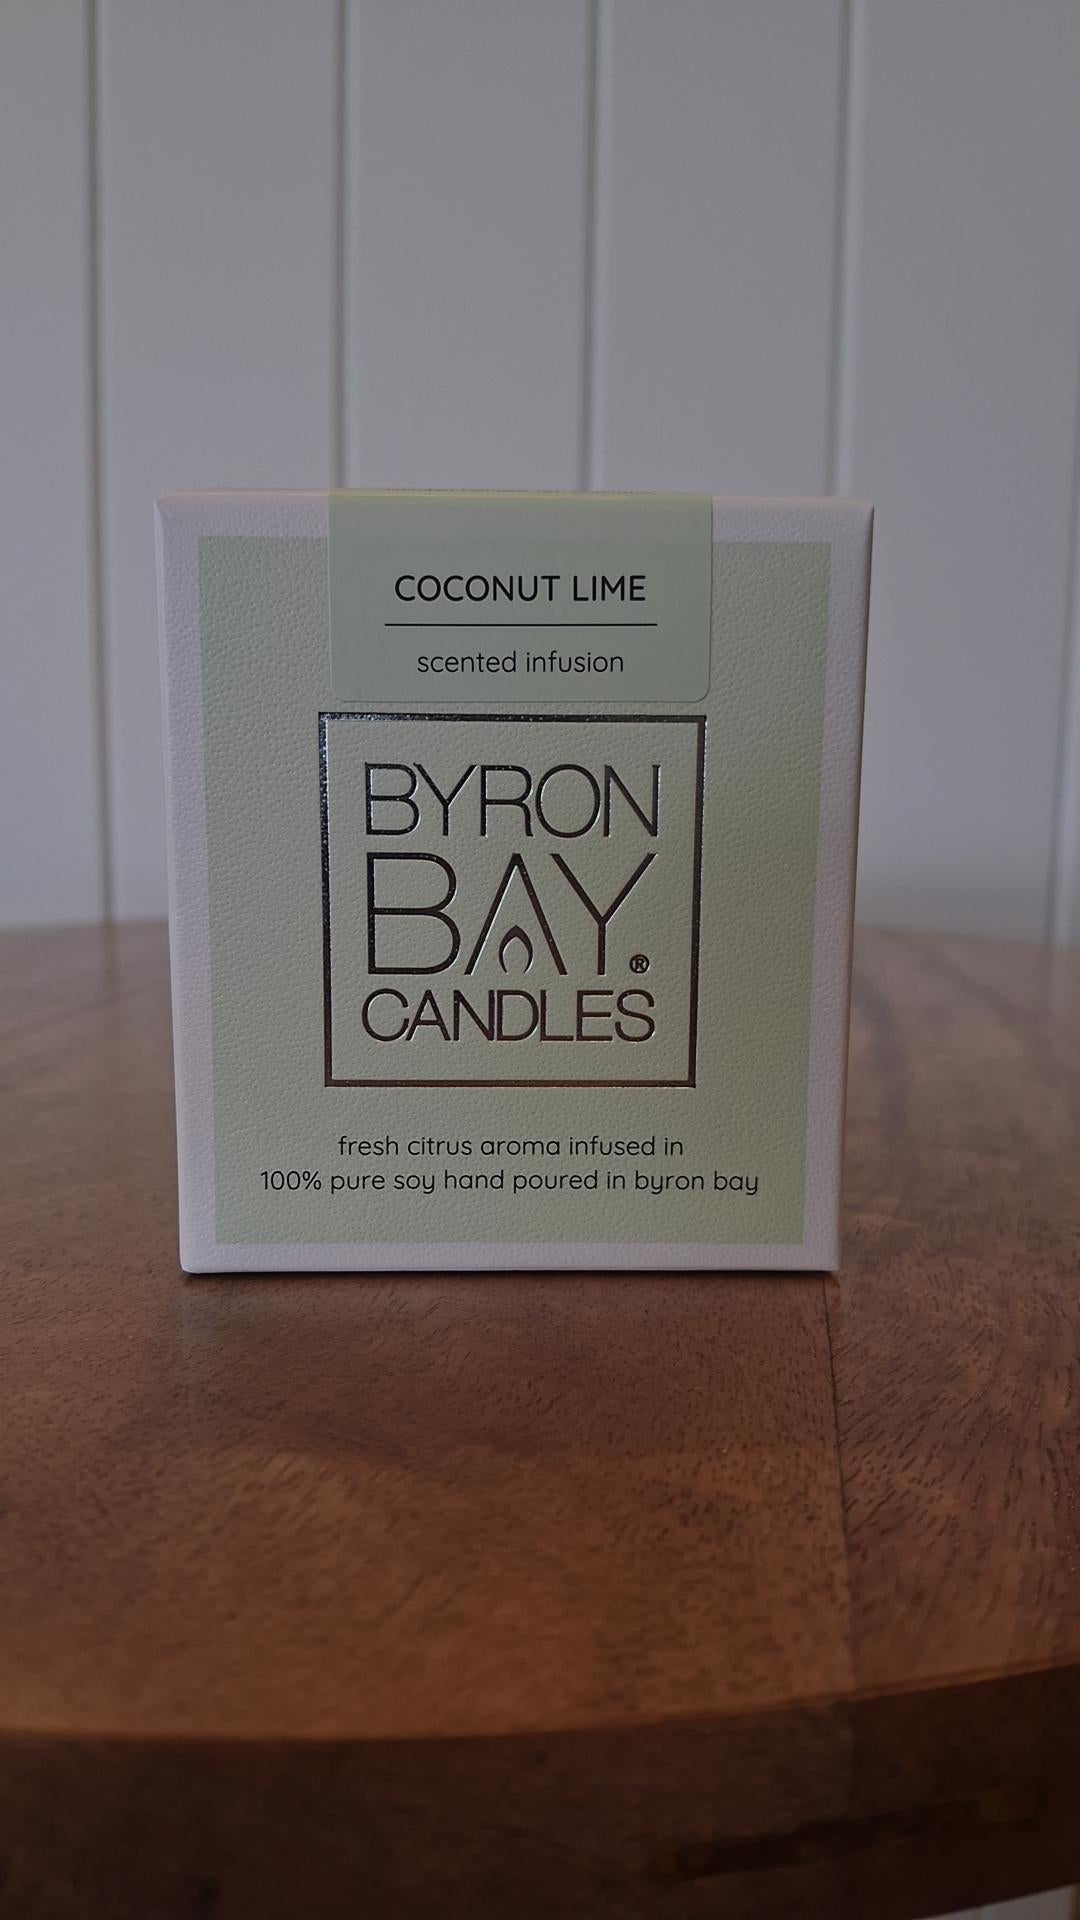 COCONUT LIME
scented infusion
BYRON
BAY®
CANDLES
fresh citrus aroma infused in
100% pure soy hand poured in byron bay